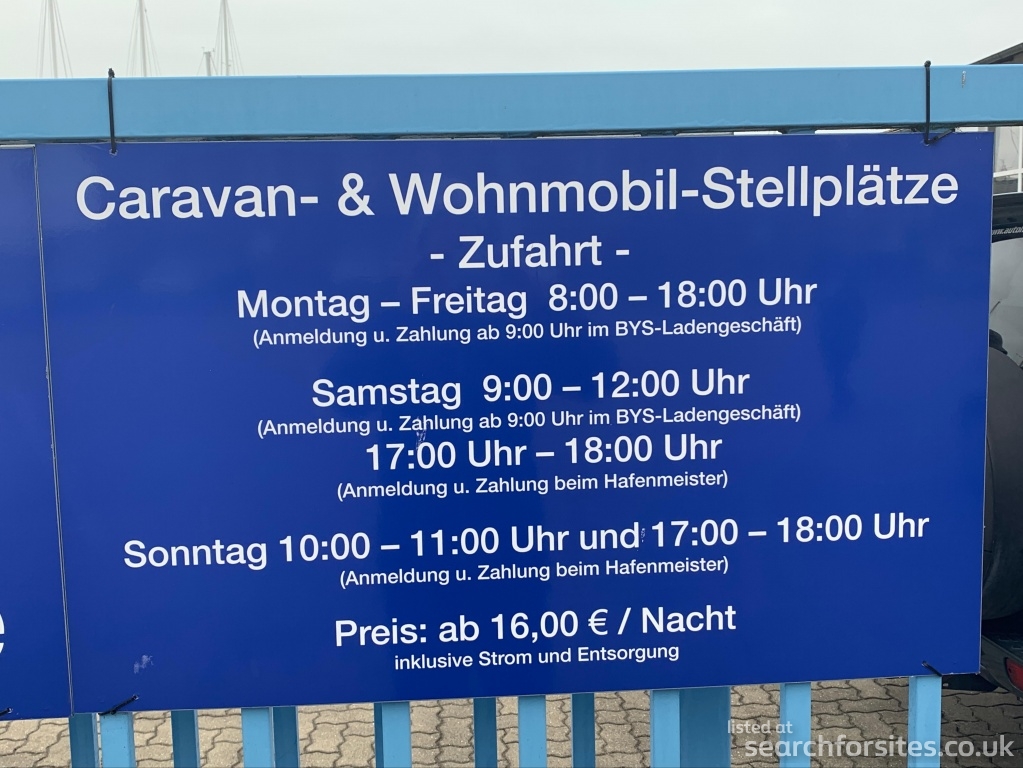 Caravan- & Wohnmobil-Stellplätze
- Zufahrt -
Montag – Freitag 8:00 – 18:00 Uhr
(Anmeldung u. Zahlung ab 9:00 Uhr im BYS-Ladengeschäft)
Samstag 9:00 – 12:00 Uhr
(Anmeldung u. Zahlung ab 9:00 Uhr im BYS-Ladengeschäft)
17:00 Uhr – 18:00 Uhr
(Anmeldung u. Zahlung beim Hafenmeister)
Sonntag 10:00 – 11:00 Uhr und 17:00 – 18:00 Uhr
(Anmeldung u. Zahlung beim Hafenmeister)
Preis: ab 16,00 € / Nacht
inklusive Strom und Entsorgung
listed at
searchforsites.co.uk